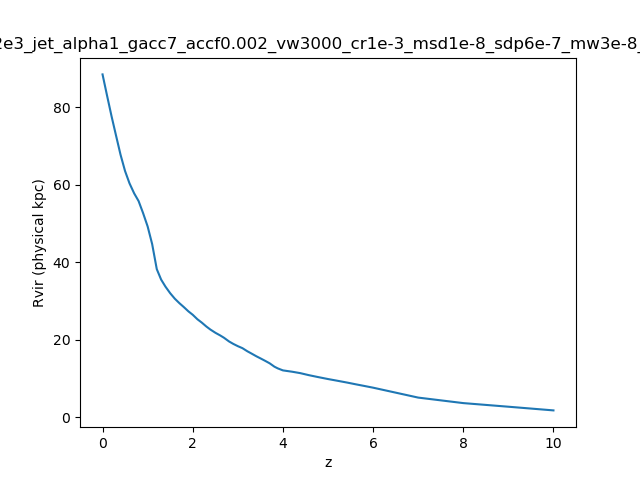 2e3_jet_alpha1_gacc7_accf0.002_vw3000_cr1e-3_msd1e-8_sdp6e-7_mw3e-8_
Rvir (physical kpc)
80
60
40
20
0
0 2 4 6 8 10
z